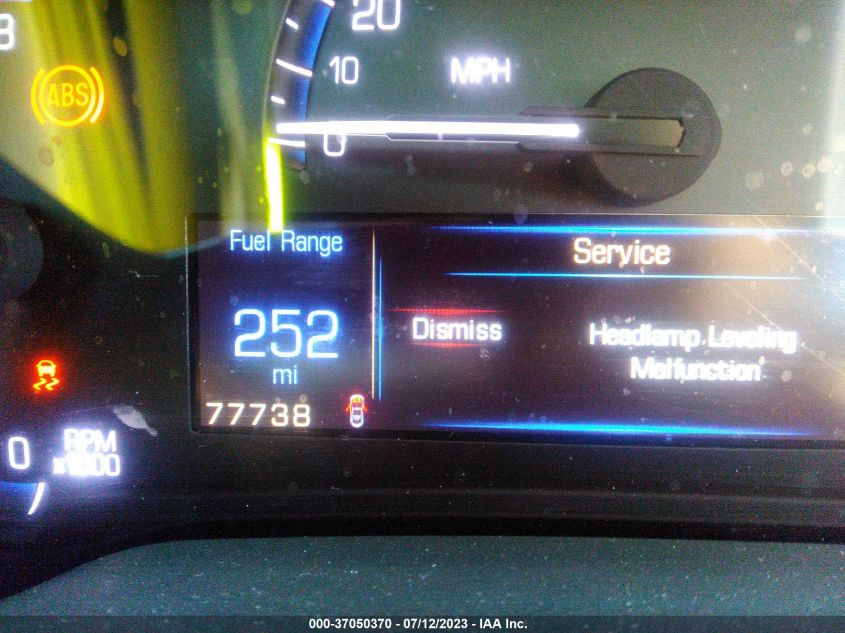 8
20
10
MPH
ABS
0
Fuel Range
Service
252
Dismiss
Headlamp Leveling
Malfunction
mi
77738
0
RPM
x1000
000-37050370 - 07/12/2023 - IAA Inc.